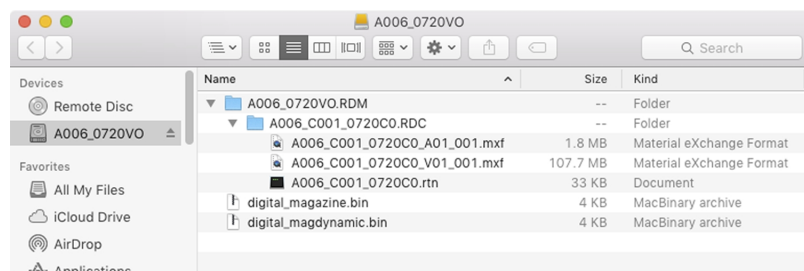 A006_0720VO
Search
Devices
Remote Disc
A006_0720VO
Favorites
All My Files
iCloud Drive
AirDrop
Applications
Name Size Kind
A006_0720VO.RDM -- Folder
A006_C001_0720C0.RDC -- Folder
A006_C001_0720C0_A01_001.mxf 1.8 MB Material eXchange Format
A006_C001_0720C0_V01_001.mxf 107.7 MB Material eXchange Format
A006_C001_0720C0.rtn 33 KB Document
digital_magazine.bin 4 KB MacBinary archive
digital_magdynamic.bin 4 KB MacBinary archive